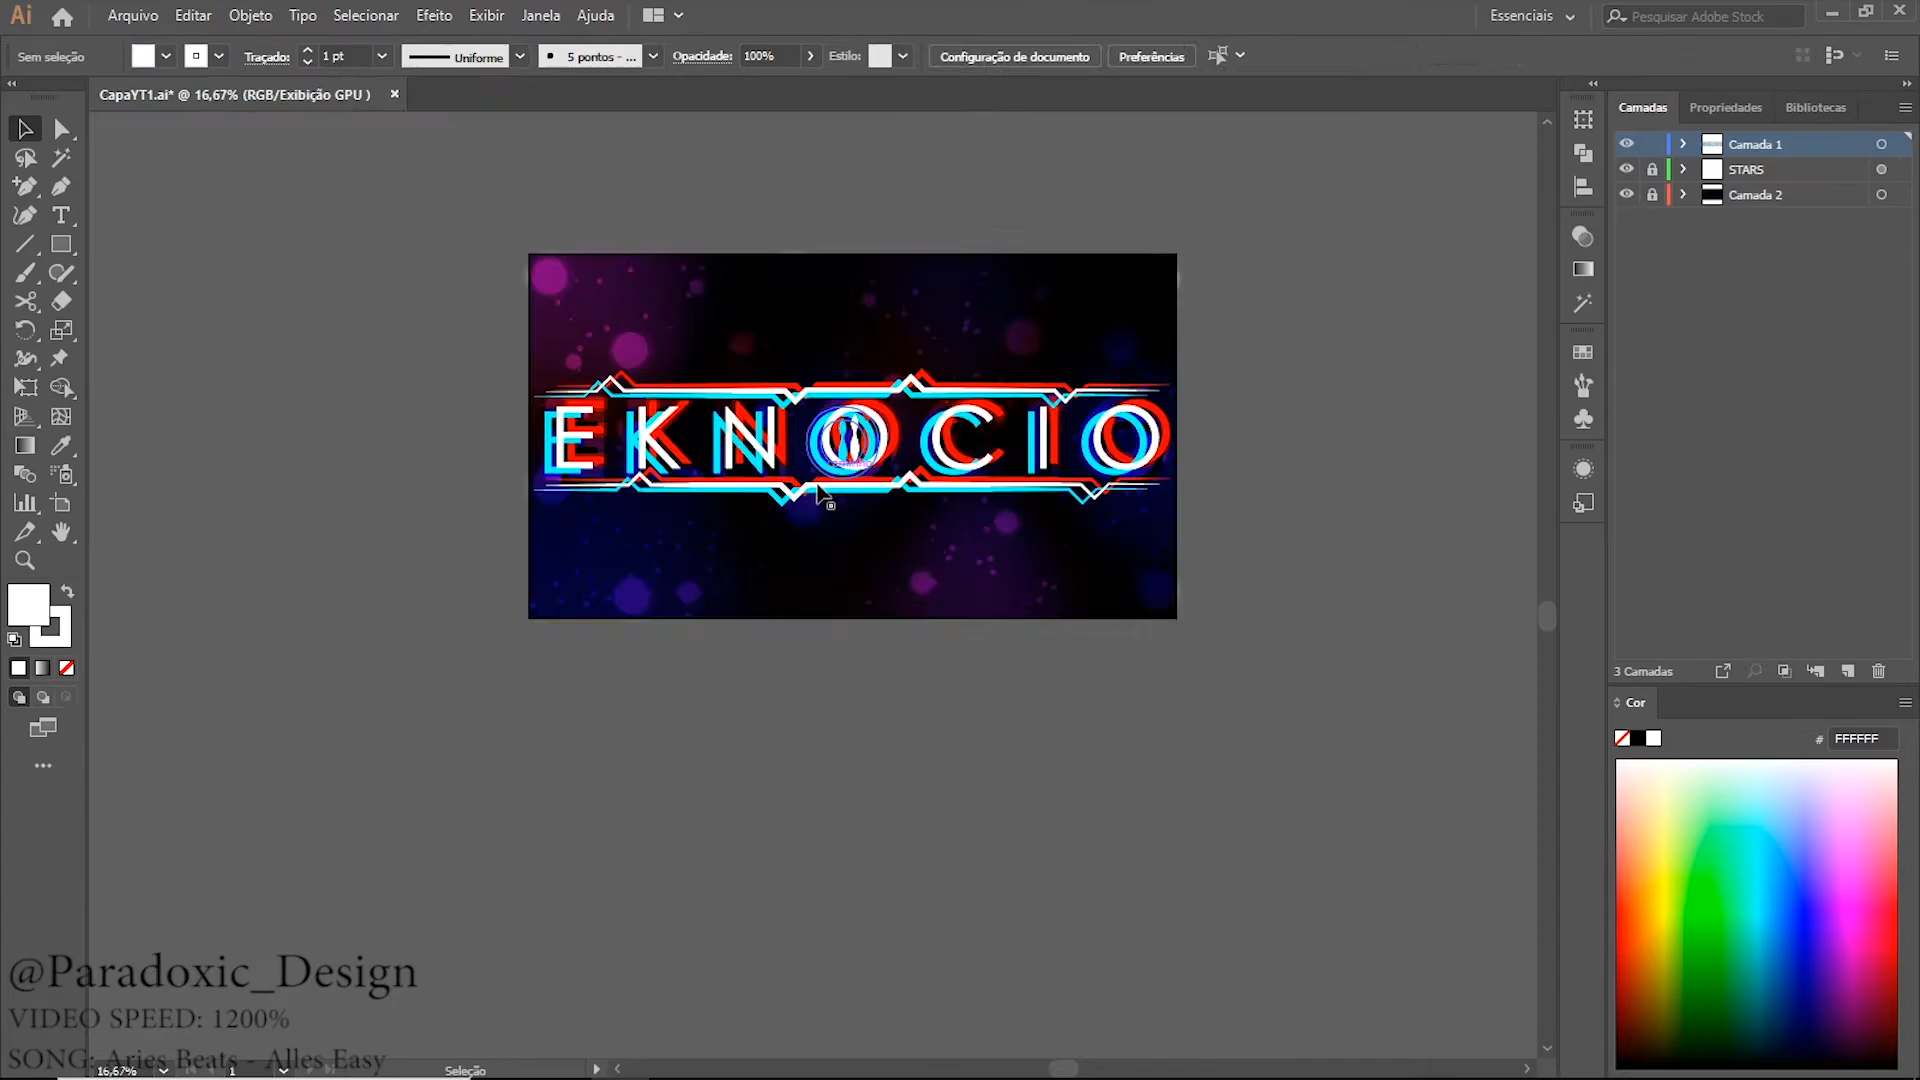 Ai Arquivo Editar Objeto Tipo Selecionar Efeito Exibir Janela Ajuda Essenciais Pesquisar Adobe Stock
Sem seleção Traçado: 1 pt Uniforme 5 pontos - ... Opacidade: 100% Estilo: Configuração de documento Preferências
CapaYT1.ai* @ 16,67% (RGB/Exibição GPU )
Camadas Propriedades Bibliotecas
Camada 1
STARS
Camada 2
EKNOCIO
3 Camadas
Cor
# FFFFFF
@Paradoxic_Design
VIDEO SPEED: 1200%
SONG: Aries Beats - Alles Easy
16,67% 1 Seleção